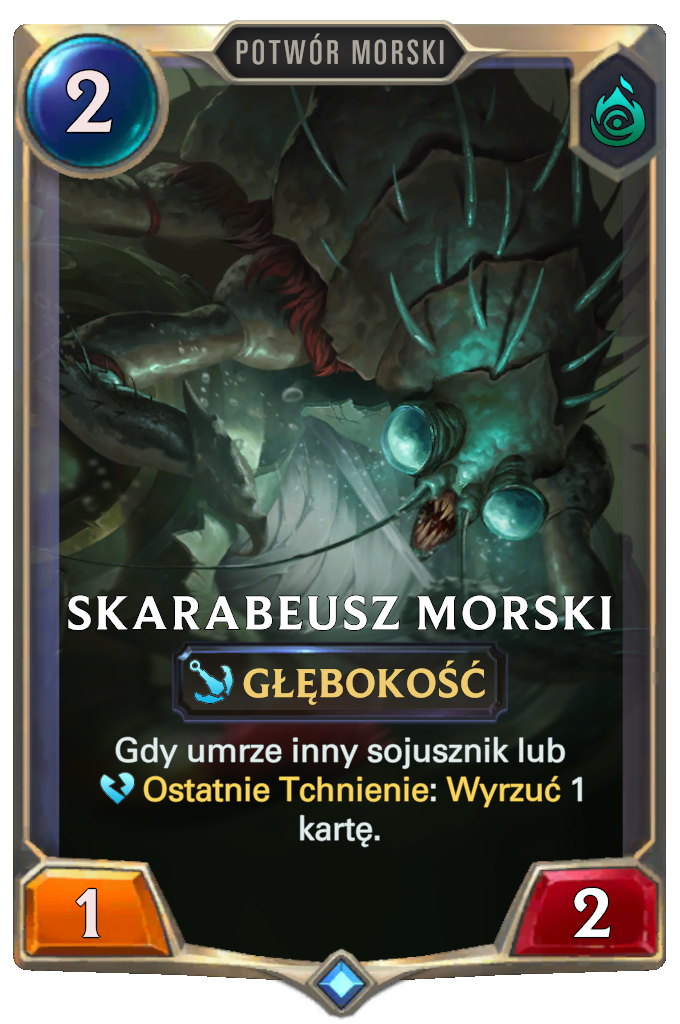 POTWÓR MORSKI
2
SKARABEUSZ MORSKI
GŁĘBOKOŚĆ
Gdy umrze inny sojusznik lub
Ostatnie Tchnienie: Wyrzuć 1
kartę.
1
2